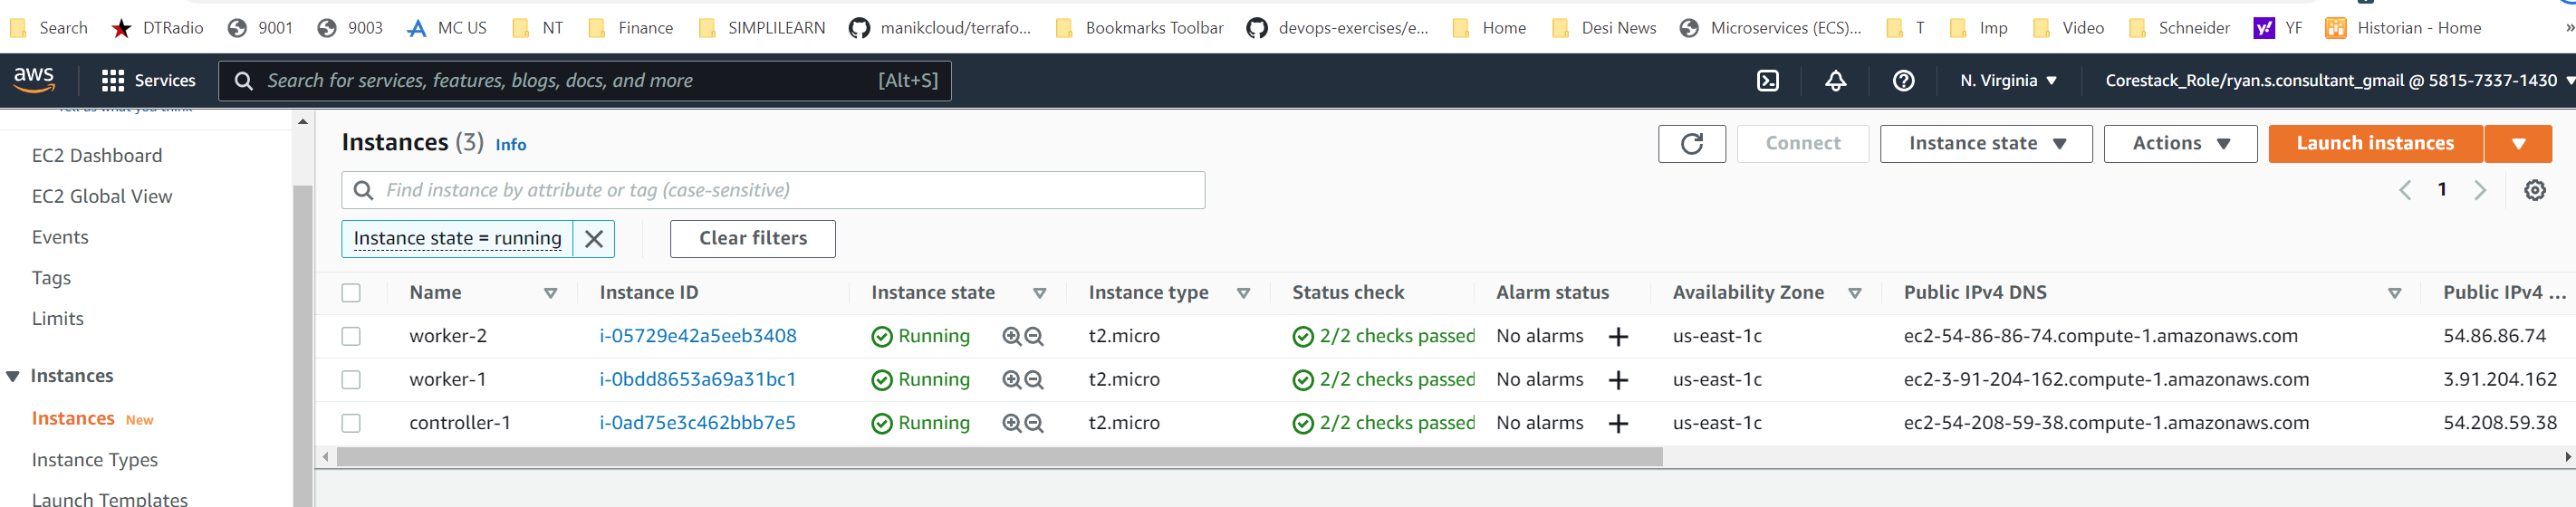 Search DTRadio 9001 9003 MC US NT Finance SIMPLILEARN manikcloud/terrafo... Bookmarks Toolbar devops-exercises/e... Home Desi News Microservices (ECS)... T Imp Video Schneider YF Historian - Home »
aws Services Search for services, features, blogs, docs, and more [Alt+S] N. Virginia Corestack_Role/ryan.s.consultant_gmail @ 5815-7337-1430
Tell us what you think
EC2 Dashboard
EC2 Global View
Events
Tags
Limits
Instances
Instances New
Instance Types
Launch Templates
Instances (3) Info Connect Instance state Actions Launch instances
Find instance by attribute or tag (case-sensitive) 1
Instance state = running Clear filters
Name Instance ID Instance state Instance type Status check Alarm status Availability Zone Public IPv4 DNS Public IPv4 ...
worker-2 i-05729e42a5eeb3408 Running t2.micro 2/2 checks passed No alarms + us-east-1c ec2-54-86-86-74.compute-1.amazonaws.com 54.86.86.74
worker-1 i-0bdd8653a69a31bc1 Running t2.micro 2/2 checks passed No alarms + us-east-1c ec2-3-91-204-162.compute-1.amazonaws.com 3.91.204.162
controller-1 i-0ad75e3c462bbb7e5 Running t2.micro 2/2 checks passed No alarms + us-east-1c ec2-54-208-59-38.compute-1.amazonaws.com 54.208.59.38